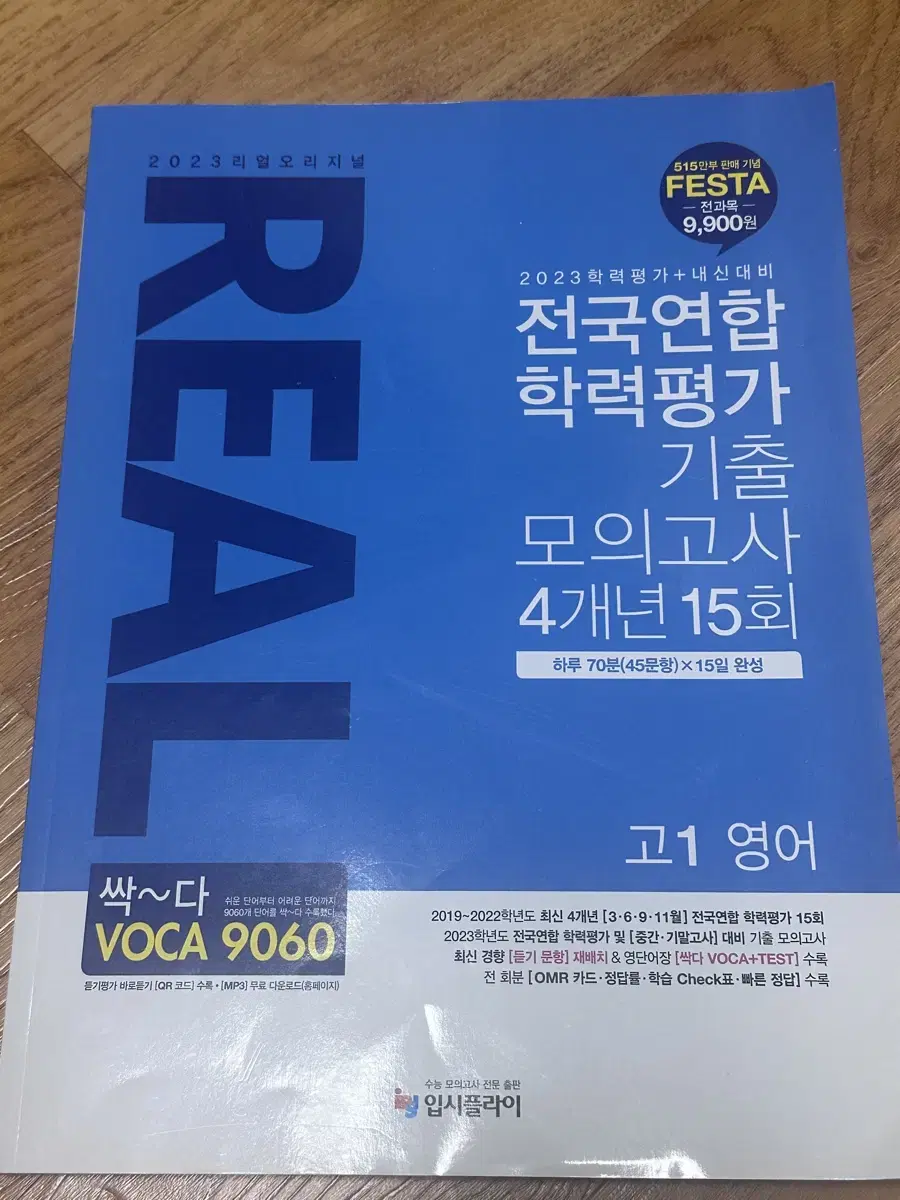 2023리얼오리지널
REAL
515만부 판매 기념
FESTA
전과목
9,900원
2023학력평가+내신대비
전국연합
학력평가
기출
모의고사
4개년 15회
하루 70분(45문항)×15일 완성
고1 영어
싹~다
쉬운 단어부터 어려운 단어까지
9060개 단어를 싹~다 수록했다
VOCA 9060
듣기평가 바로듣기 [QR 코드] 수록·[MP3] 무료 다운로드(홈페이지)
2019~2022학년도 최신 4개년 [3·6·9·11월] 전국연합 학력평가 15회
2023학년도 전국연합 학력평가 및 [중간·기말고사] 대비 기출 모의고사
최신 경향 [듣기 문항] 재배치 & 영단어장 [싹다 VOCA+TEST] 수록
전 회분 [OMR 카드·정답률·학습 Check표·빠른 정답] 수록
수능 모의고사 전문 출판
입시플라이